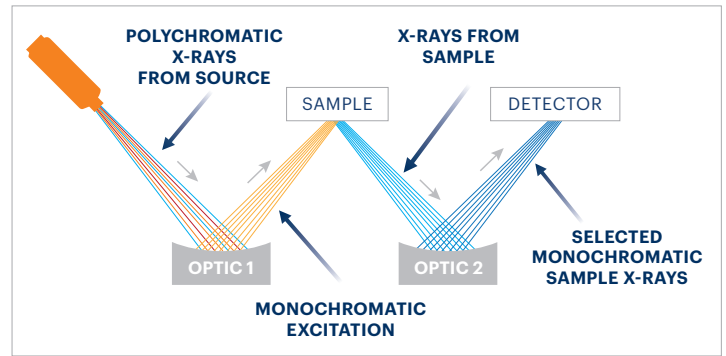 POLYCHROMATIC
X-RAYS
FROM SOURCE
X-RAYS FROM
SAMPLE
SAMPLE
DETECTOR
OPTIC 1
OPTIC 2
MONOCHROMATIC
EXCITATION
SELECTED
MONOCHROMATIC
SAMPLE X-RAYS